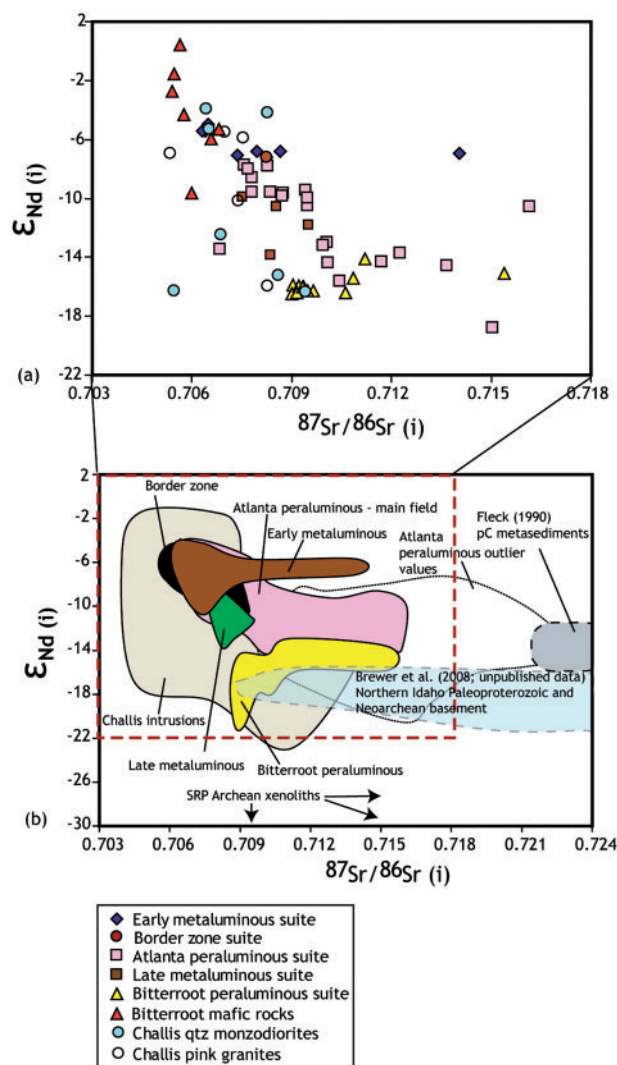 2
-2
-6
-10
-14
-18
-22
εNd (i)
(a)
0.703 0.706 0.709 0.712 0.715 0.718
87Sr/86Sr (i)
2
-2
-6
-10
-14
-18
-22
-26
-30
εNd (i)
(b)
Border zone
Atlanta peraluminous - main field
Early metaluminous
Atlanta
peraluminous outlier
values
Fleck (1990)
pC metasediments
Brewer et al. (2008; unpublished data)
Northern Idaho Paleoproterozoic and
Neoarchean basement
Challis intrusions
Late metaluminous
Bitterroot peraluminous
SRP Archean xenoliths
0.703 0.706 0.709 0.712 0.715 0.718 0.721 0.724
87Sr/86Sr (i)
Early metaluminous suite
Border zone suite
Atlanta peraluminous suite
Late metaluminous suite
Bitterroot peraluminous suite
Bitterroot mafic rocks
Challis qtz monzodiorites
Challis pink granites